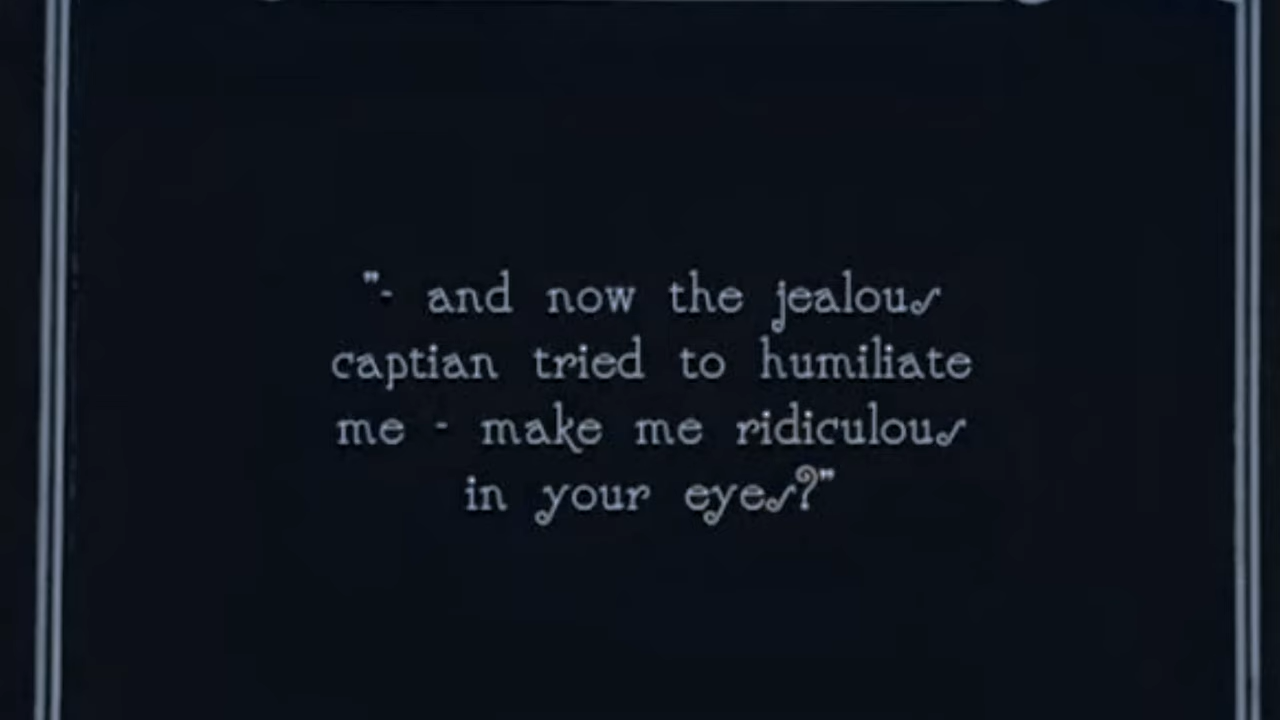 "- and now the jealous
captian tried to humiliate
me - make me ridiculous
in your eyes?"